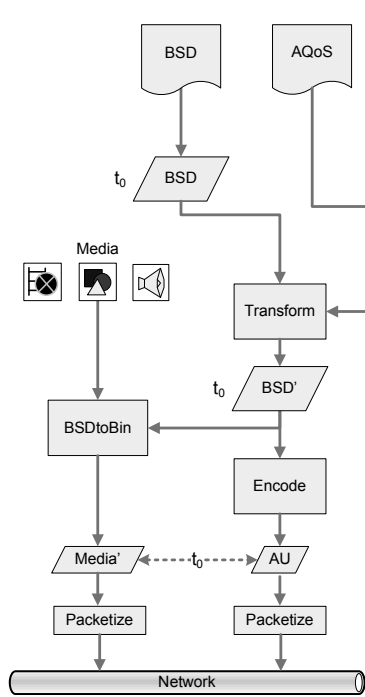 BSD
AQoS
t0
BSD
Media
Transform
t0
BSD’
BSDtoBin
Encode
Media’
t0
AU
Packetize
Packetize
Network